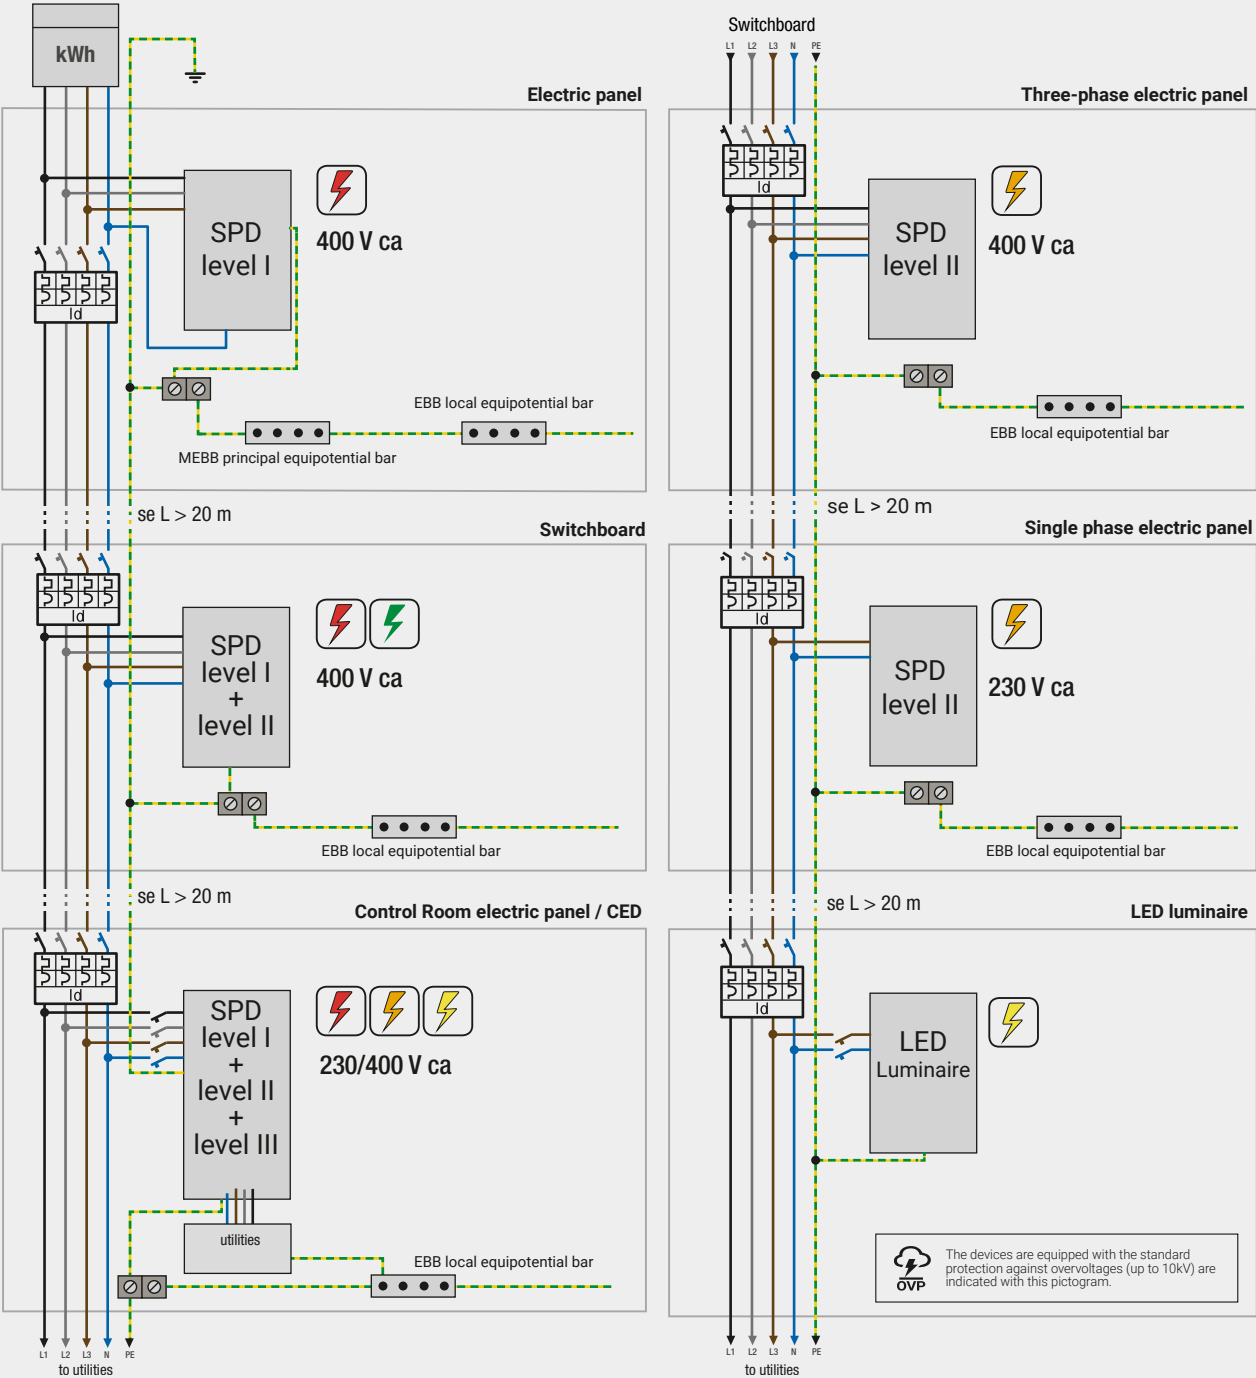 kWh
Electric panel
SPD
level I
400 V ca
Id
EBB local equipotential bar
MEBB principal equipotential bar
se L > 20 m
Switchboard
Id
SPD
level I
+
level II
400 V ca
EBB local equipotential bar
se L > 20 m
Control Room electric panel / CED
Id
SPD
level I
+
level II
+
level III
230/400 V ca
utilities
EBB local equipotential bar
L1 L2 L3 N PE
to utilities
Switchboard
L1 L2 L3 N PE
Three-phase electric panel
Id
SPD
level II
400 V ca
EBB local equipotential bar
se L > 20 m
Single phase electric panel
Id
SPD
level II
230 V ca
EBB local equipotential bar
se L > 20 m
LED luminaire
Id
LED
Luminaire
OVP
The devices are equipped with the standard
protection against overvoltages (up to 10kV) are
indicated with this pictogram.
L1 L2 L3 N PE
to utilities